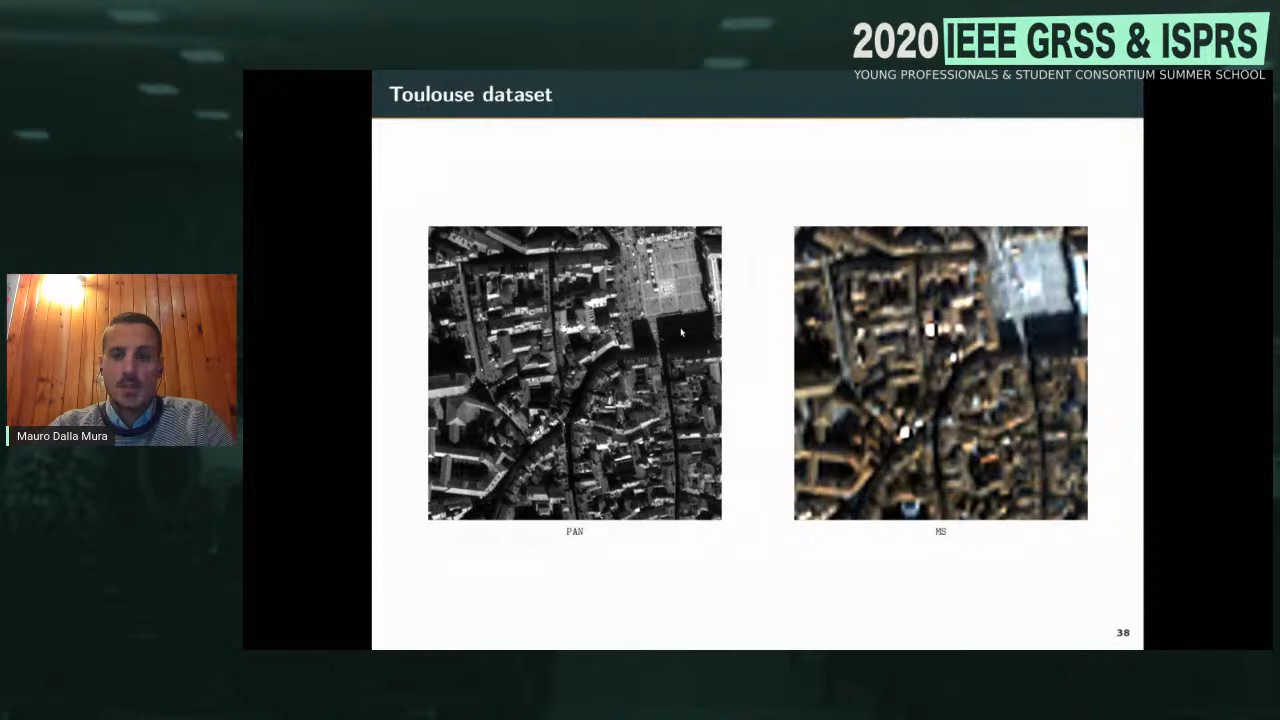 2020 IEEE GRSS & ISPRS
YOUNG PROFESSIONALS & STUDENT CONSORTIUM SUMMER SCHOOL
Toulouse dataset
Mauro Dalla Mura
PAN
MS
38